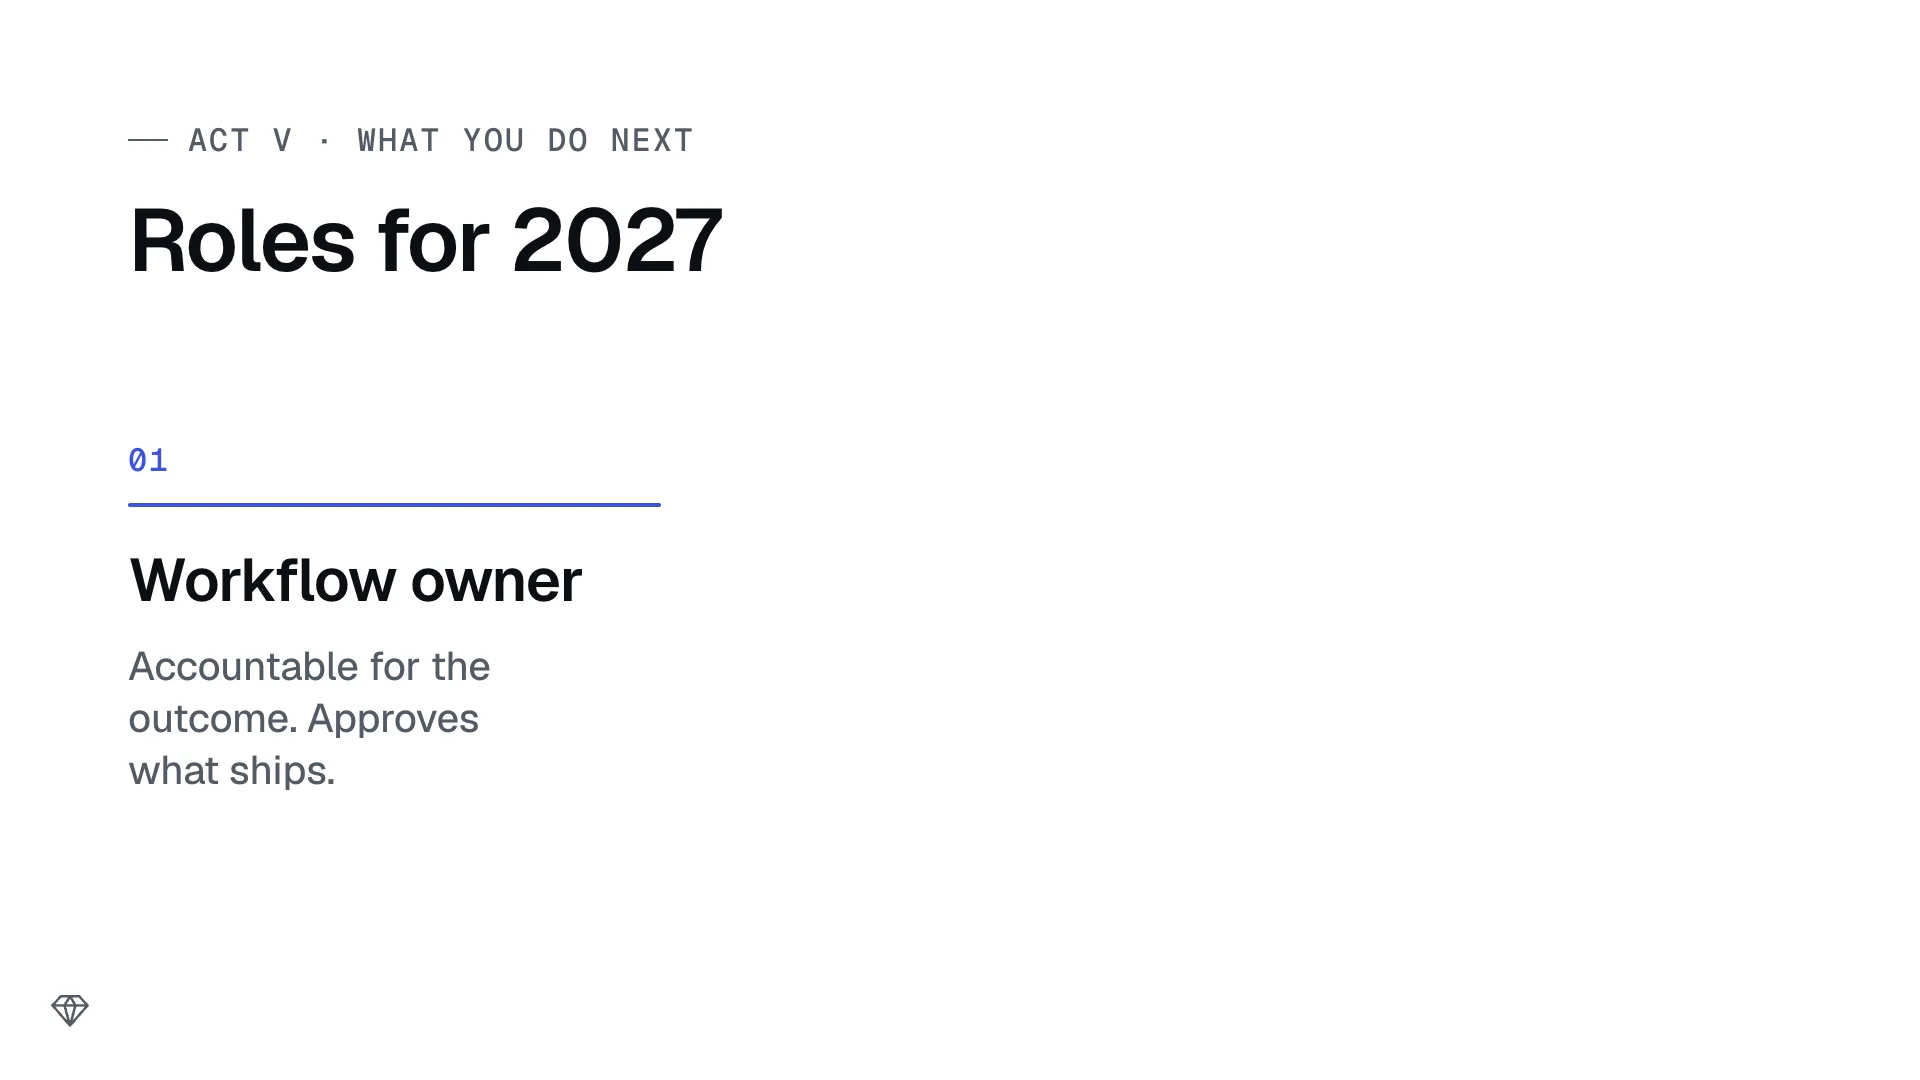 ACT V · WHAT YOU DO NEXT
Roles for 2027
01
Workflow owner
Accountable for the
outcome. Approves
what ships.